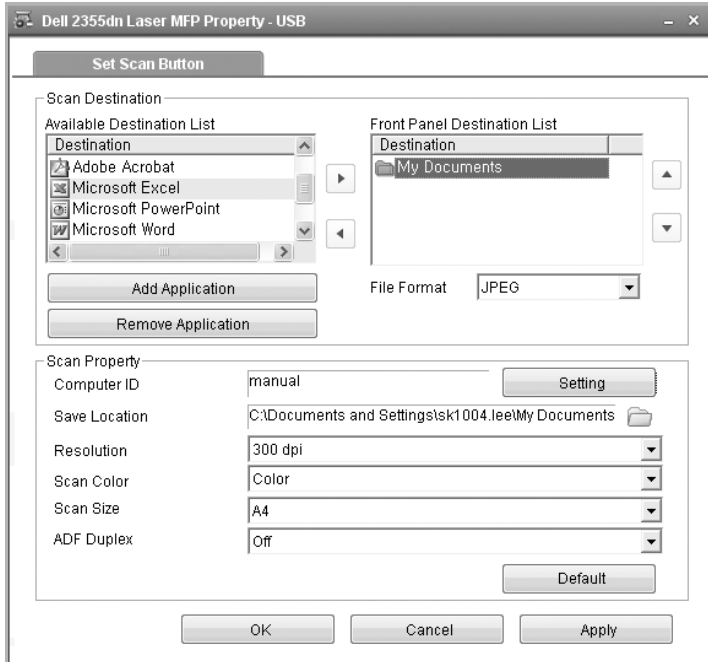 Dell 2355dn Laser MFP Property - USB
Set Scan Button
Scan Destination
Available Destination List
Destination
Adobe Acrobat
Microsoft Excel
Microsoft PowerPoint
Microsoft Word
Add Application
Remove Application
Front Panel Destination List
Destination
My Documents
File Format JPEG
Scan Property
Computer ID manual Setting
Save Location C:\Documents and Settings\sk1004.lee\My Documents
Resolution 300 dpi
Scan Color Color
Scan Size A4
ADF Duplex Off
Default
OK Cancel Apply